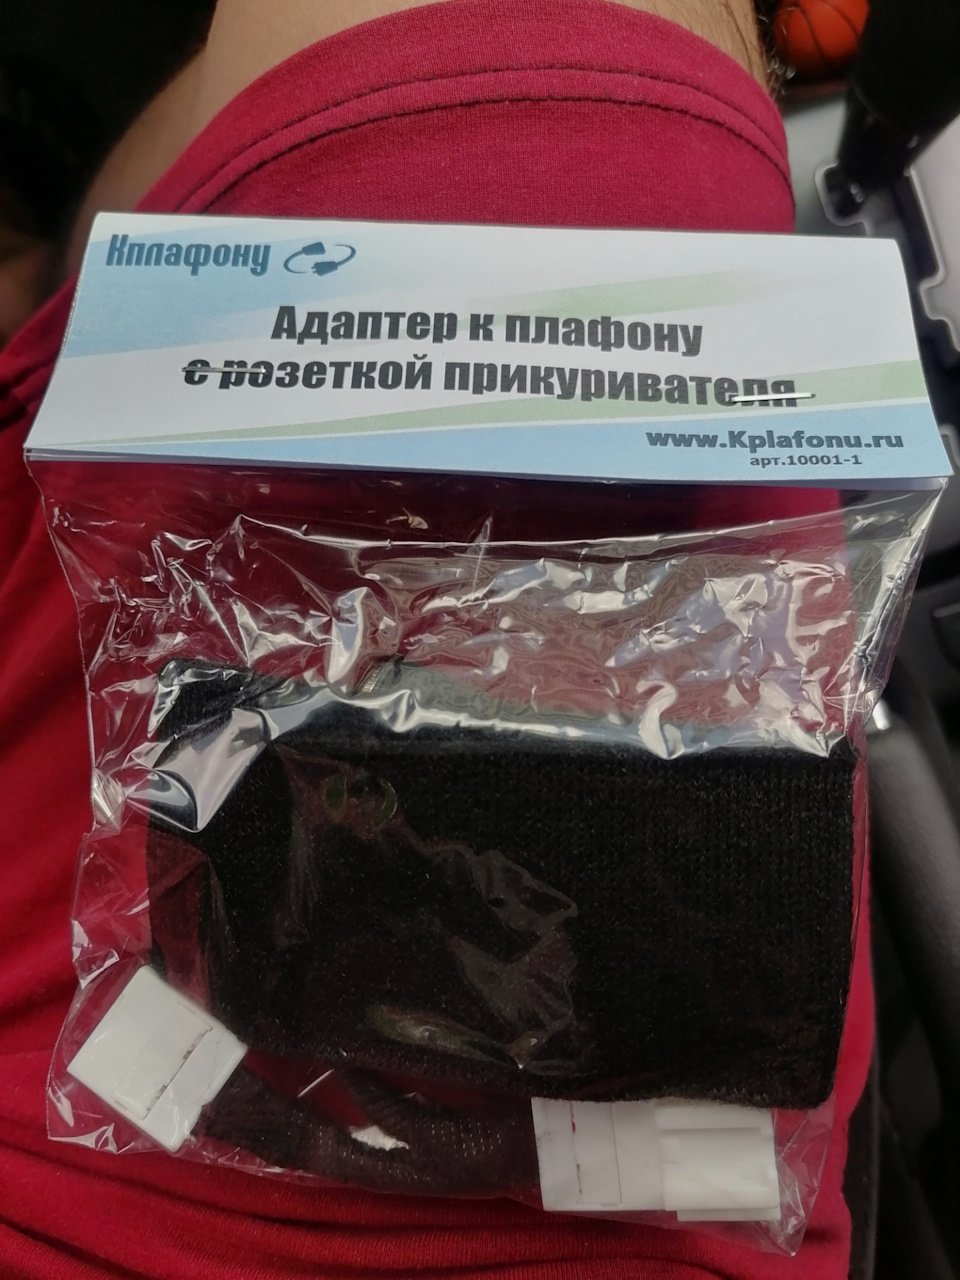 Кплафону
Адаптер к плафону
с розеткой прикуривателя
www.Kplafonu.ru
арт.10001-1